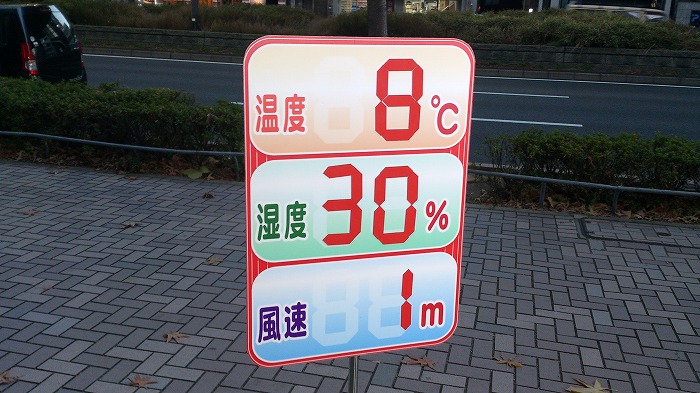 温度 8℃
湿度 30%
風速 1m